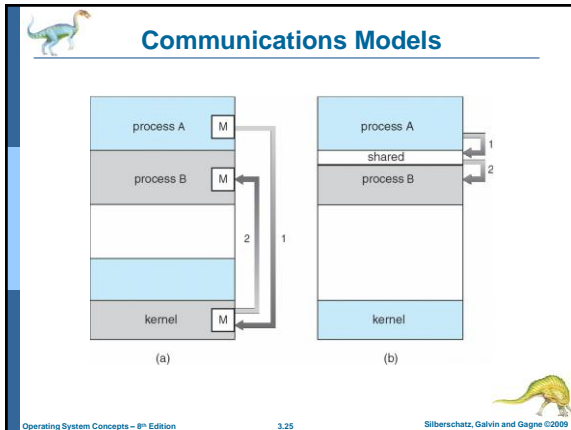 Communications Models
process A M
process B M
2 1
kernel M
(a)
process A
1
shared
2
process B
kernel
(b)
Operating System Concepts – 8th Edition 3.25 Silberschatz, Galvin and Gagne ©2009